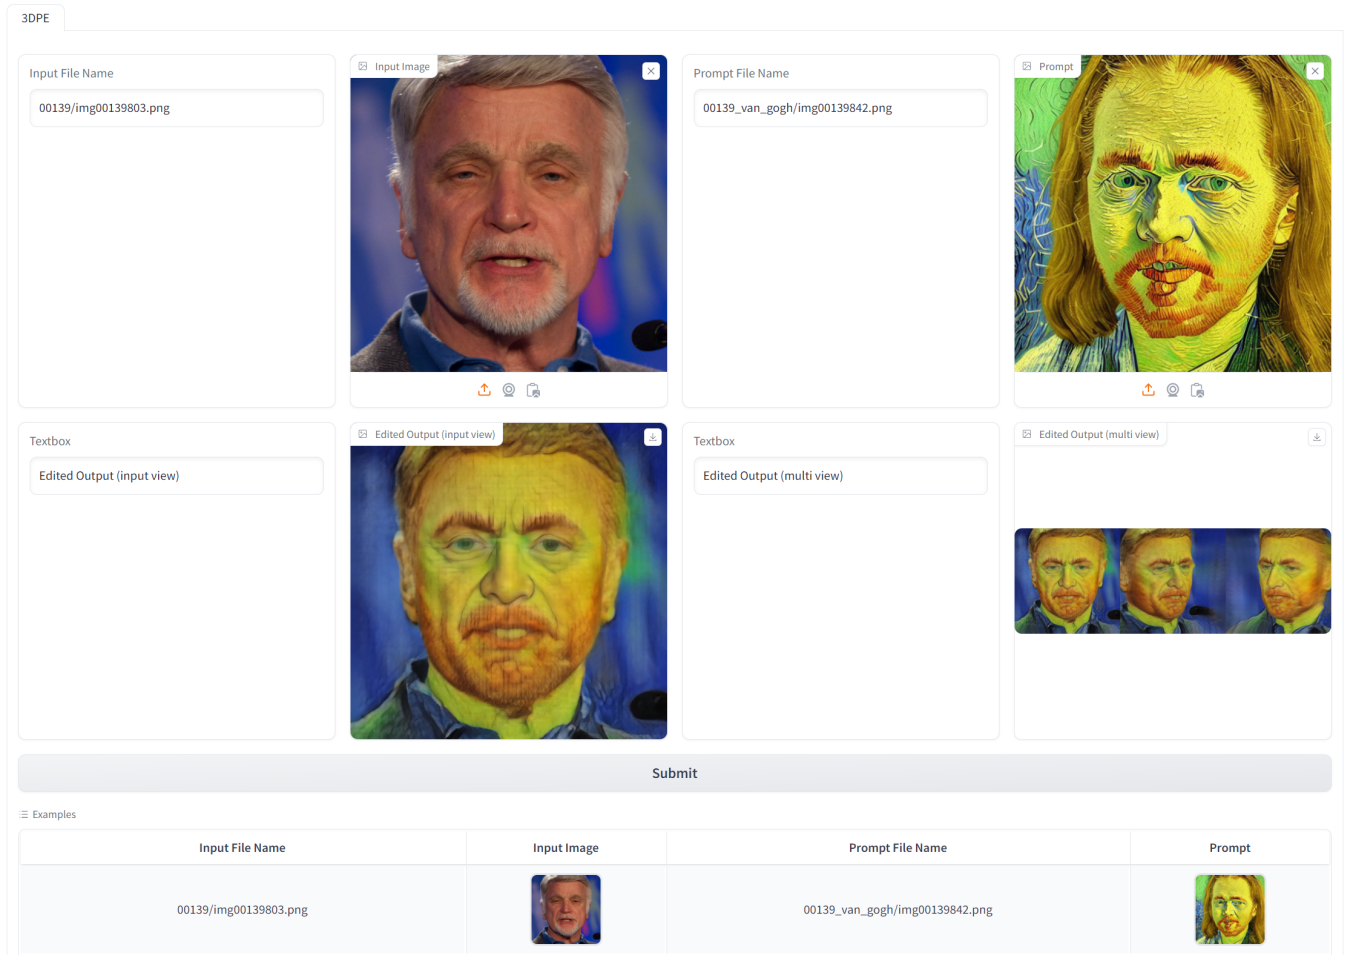 3DPE
Input File Name
00139/img00139803.png
Input Image
Prompt File Name
00139_van_gogh/img00139842.png
Prompt
Textbox
Edited Output (input view)
Edited Output (input view)
Textbox
Edited Output (multi view)
Edited Output (multi view)
Submit
Examples
Input File Name
Input Image
Prompt File Name
Prompt
00139/img00139803.png
00139_van_gogh/img00139842.png